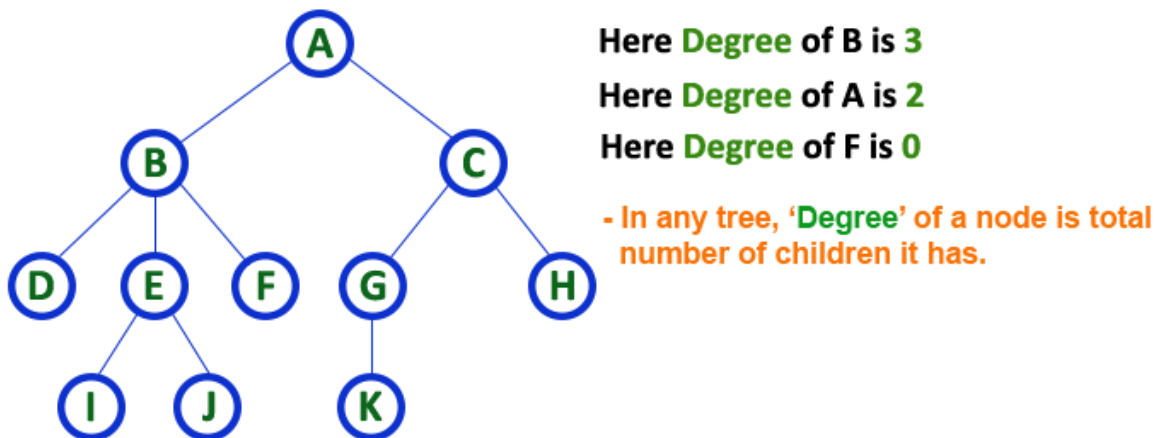 A
Here Degree of B is 3
Here Degree of A is 2
Here Degree of F is 0
B C
- In any tree, ‘Degree’ of a node is total
number of children it has.
D E F G H
I J K